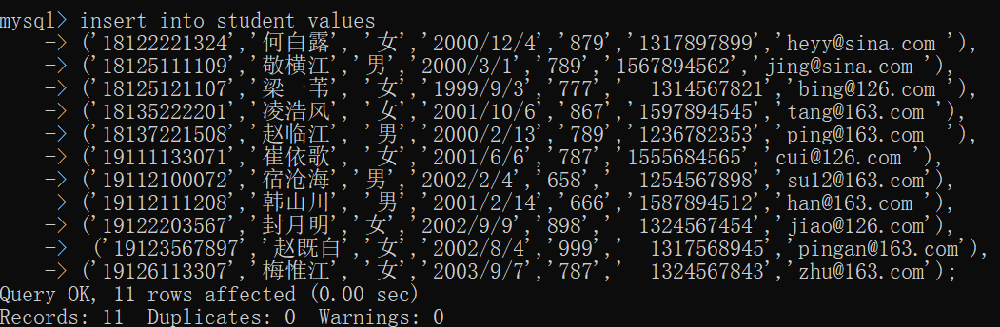 mysql> insert into student values
    -> ('18122221324','何白露', '女','2000/12/4','879','1317897899','heyy@sina.com '),
    -> ('18125111109','敬横江','男','2000/3/1','789','1567894562','jing@sina.com '),
    -> ('18125121107','梁一苇', '女','1999/9/3','777','  1314567821','bing@126.com '),
    -> ('18135222201','凌浩风', '女','2001/10/6','867','1597894545','tang@163.com '),
    -> ('18137221508','赵临江', '男','2000/2/13','789','1236782353','ping@163.com   '),
    -> ('19111133071','崔依歌','女','2001/6/6','787',' 1555684565','cui@126.com '),
    -> ('19112100072','宿沧海','男','2002/2/4','658','  1254567898','su12@163.com'),
    -> ('19112111208','韩山川', '男','2001/2/14','666','1587894512','han@163.com'),
    -> ('19122203567','封月明','女','2002/9/9','898','  1324567454','jiao@126.com'),
    ->  ('19123567897','赵既白','女','2002/8/4','999','  1317568945','pingan@163.com'),
    -> ('19126113307','梅惟江', '女','2003/9/7','787','  1324567843','zhu@163.com');
Query OK, 11 rows affected (0.00 sec)
Records: 11  Duplicates: 0  Warnings: 0